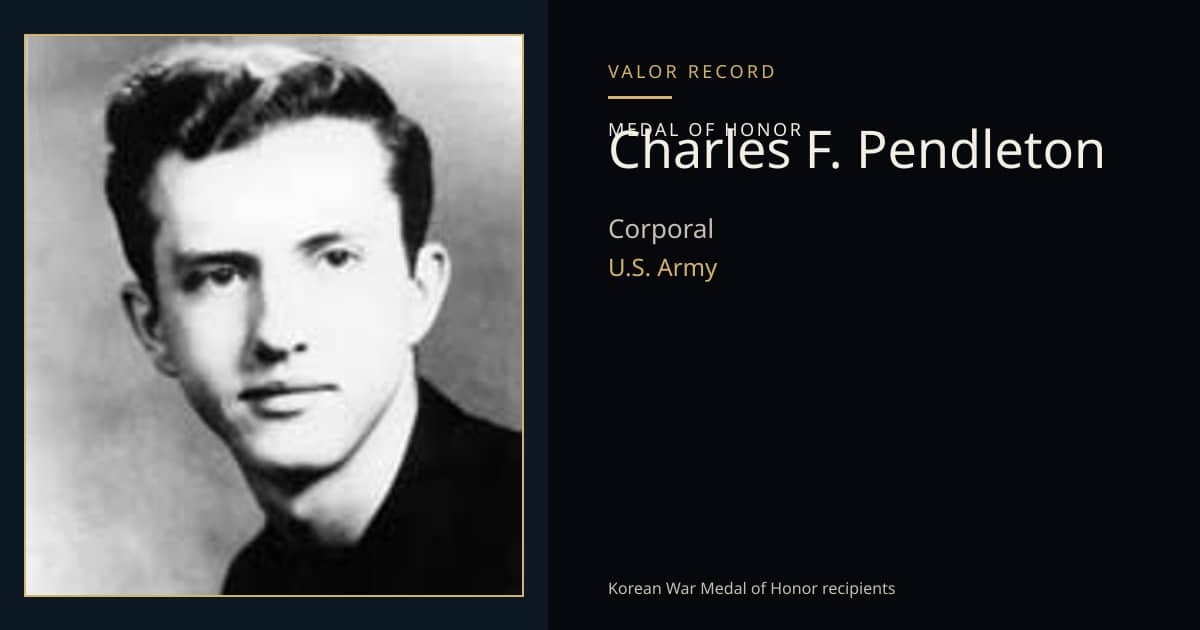 VALOR RECORD
MEDAL OF HONOR
Charles F. Pendleton
Corporal
U.S. Army
Korean War Medal of Honor recipients